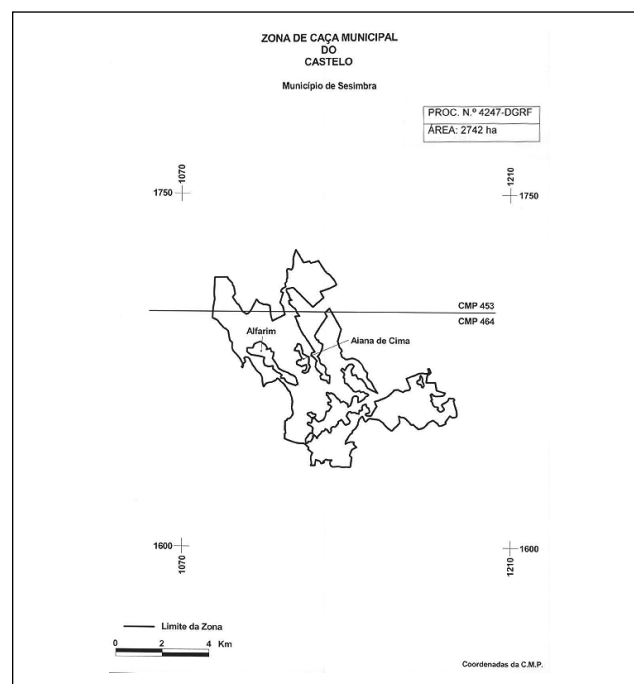 ZONA DE CAÇA MUNICIPAL
DO
CASTELO
Município de Sesimbra
PROC. N.º 4247-DGRF
ÁREA: 2742 ha
1070
1210
1750
1750
CMP 453
CMP 464
Alfarim
Aiana de Cima
1600
1600
1070
1210
Limite da Zona
0 2 4 Km
Coordenadas da C.M.P.